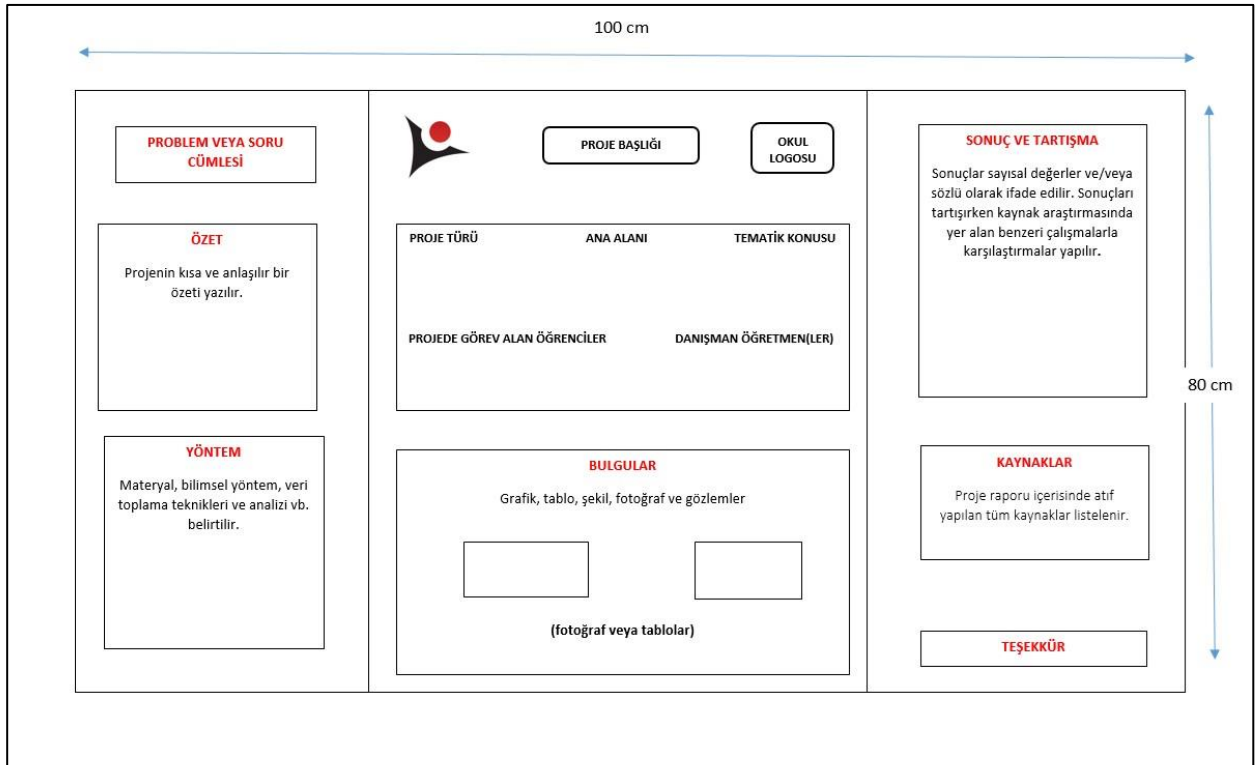 100 cm
PROBLEM VEYA SORU
CÜMLESİ
ÖZET
Projenin kısa ve anlaşılır bir
özeti yazılır.
YÖNTEM
Materyal, bilimsel yöntem, veri
toplama teknikleri ve analizi vb.
belirtilir.
PROJE BAŞLIĞI
OKUL
LOGOSU
PROJE TÜRÜ ANA ALANI TEMATİK KONUSU
PROJEDE GÖREV ALAN ÖĞRENCİLER DANIŞMAN ÖĞRETMEN(LER)
BULGULAR
Grafik, tablo, şekil, fotoğraf ve gözlemler
(fotoğraf veya tablolar)
SONUÇ VE TARTIŞMA
Sonuçlar sayısal değerler ve/veya
sözlü olarak ifade edilir. Sonuçları
tartışırken kaynak araştırmasında
yer alan benzeri çalışmalarla
karşılaştırmalar yapılır.
KAYNAKLAR
Proje raporu içerisinde atıf
yapılan tüm kaynaklar listelenir.
TEŞEKKÜR
80 cm